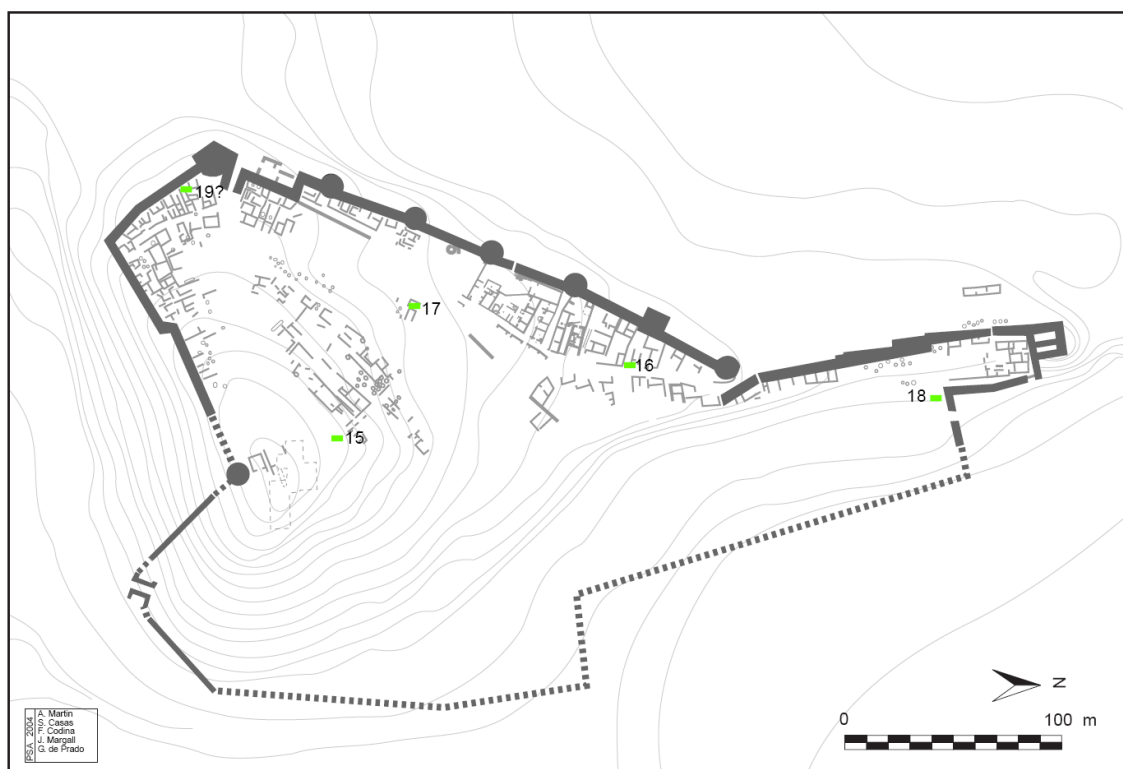 19?
17
16
18
15
N
0 100 m
PSA 2004
A. Martin
S. Casas
F. Codina
J. Margall
G. de Prado